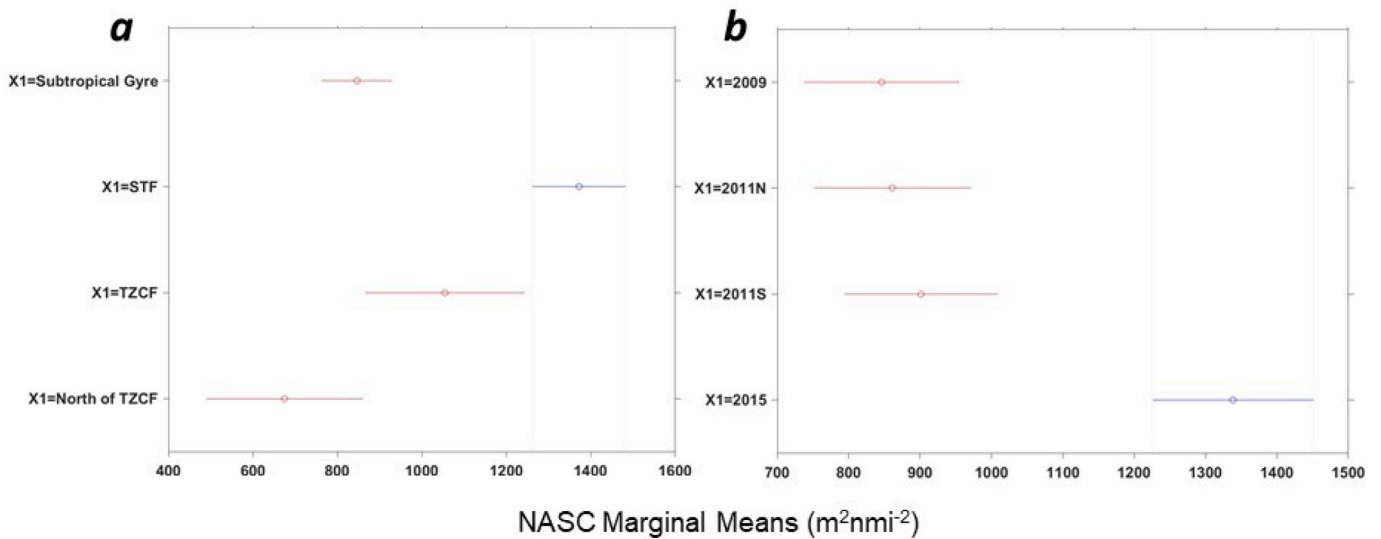 a
X1=Subtropical Gyre
X1=STF
X1=TZCF
X1=North of TZCF
400 600 800 1000 1200 1400 1600
b
X1=2009
X1=2011N
X1=2011S
X1=2015
700 800 900 1000 1100 1200 1300 1400 1500
NASC Marginal Means (m²nmi⁻²)